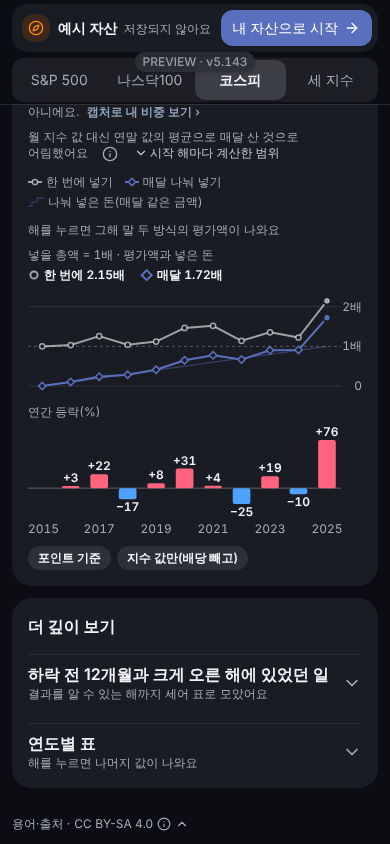 예시 자산 저장되지 않아요 내 자산으로 시작 →
PREVIEW · v5.143
S&P 500 나스닥100 코스피 세 지수
아니에요. 캡처로 내 비중 보기 ›
월 지수 값 대신 연말 값의 평균으로 매달 산 것으로
어림했어요 시작 해마다 계산한 범위
한 번에 넣기 매달 나눠 넣기
나눠 넣은 돈(매달 같은 금액)
해를 누르면 그해 말 두 방식의 평가액이 나와요
넣을 총액 = 1배 · 평가액과 넣은 돈
한 번에 2.15배 매달 1.72배
2배
1배
0
연간 등락(%)
+3 +22 −17 +8 +31 +4 −25 +19 −10 +76
2015 2017 2019 2021 2023 2025
포인트 기준 지수 값만(배당 빼고)
더 깊이 보기
하락 전 12개월과 크게 오른 해에 있었던 일
결과를 알 수 있는 해까지 세어 표로 모았어요
연도별 표
해를 누르면 나머지 값이 나와요
용어·출처 · CC BY-SA 4.0